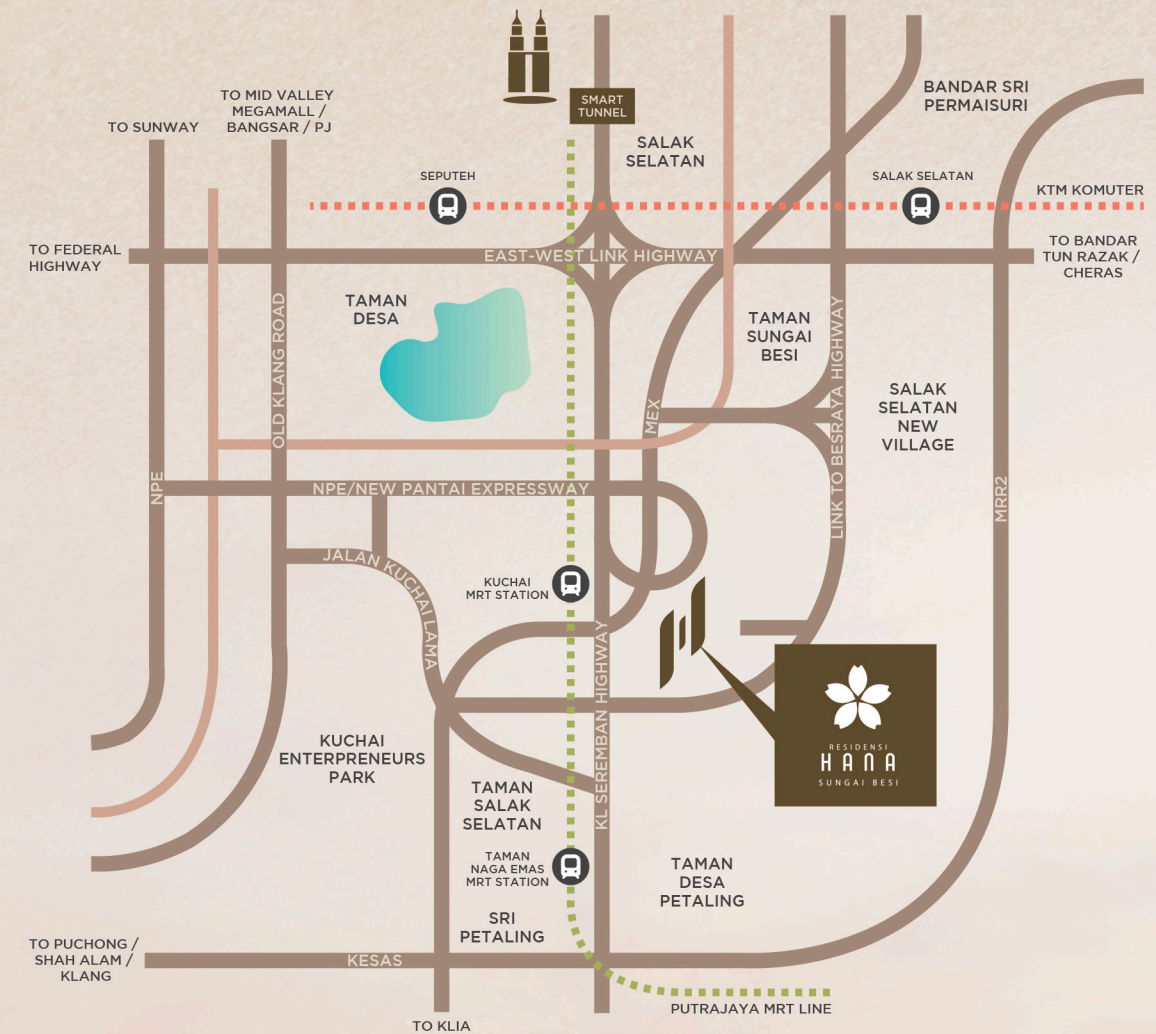 SMART
TUNNEL
BANDAR SRI
PERMAISURI
TO MID VALLEY
MEGAMALL /
BANGSAR / PJ
TO SUNWAY
SALAK
SELATAN
SEPUTEH
SALAK SELATAN
KTM KOMUTER
TO FEDERAL
HIGHWAY
EAST-WEST LINK HIGHWAY
TO BANDAR
TUN RAZAK /
CHERAS
TAMAN
DESA
TAMAN
SUNGAI
BESI
OLD KLANG ROAD
MEX
LINK TO BESRAYA HIGHWAY
SALAK
SELATAN
NEW
VILLAGE
NPE
NPE/NEW PANTAI EXPRESSWAY
MRR2
JALAN KUCHAI LAMA
KUCHAI
MRT STATION
KL SEREMBAN HIGHWAY
RESIDENSI
HANA
SUNGAI BESI
KUCHAI
ENTERPRENEURS
PARK
TAMAN
SALAK
SELATAN
TAMAN
NAGA EMAS
MRT STATION
TAMAN
DESA
PETALING
SRI
PETALING
TO PUCHONG /
SHAH ALAM /
KLANG
KESAS
PUTRAJAYA MRT LINE
TO KLIA